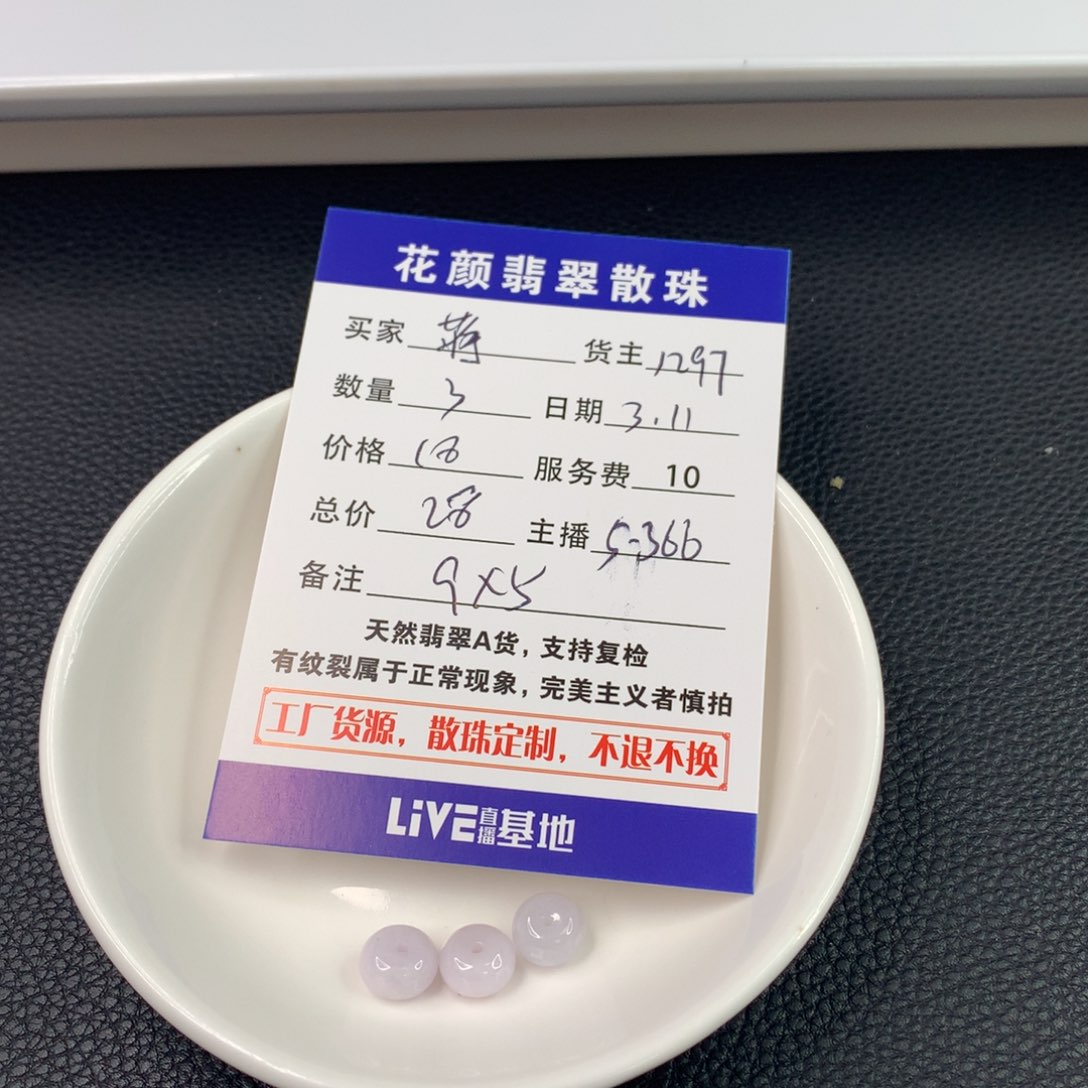 花颜翡翠散珠
买家 蒋 货主 1297
数量 3 日期 3.11
价格 18 服务费 10
总价 28 主播 5-366
备注 9X5
天然翡翠A货，支持复检
有纹裂属于正常现象，完美主义者慎拍
工厂货源，散珠定制，不退不换
LiVE直播基地